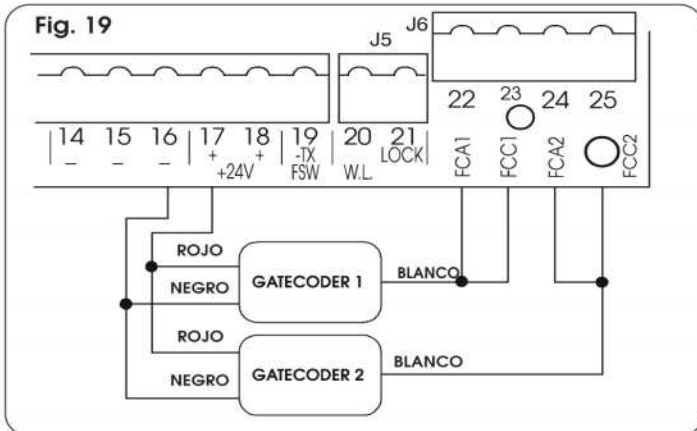 Fig. 19
J5
J6
14 15 16 17 18 19 20 21
22 23 24 25
– – – + + -TX LOCK
+24V FSW W.L.
FCA1 FCC1 FCA2 FCC2
ROJO
NEGRO
GATECODER 1
BLANCO
ROJO
NEGRO
GATECODER 2
BLANCO